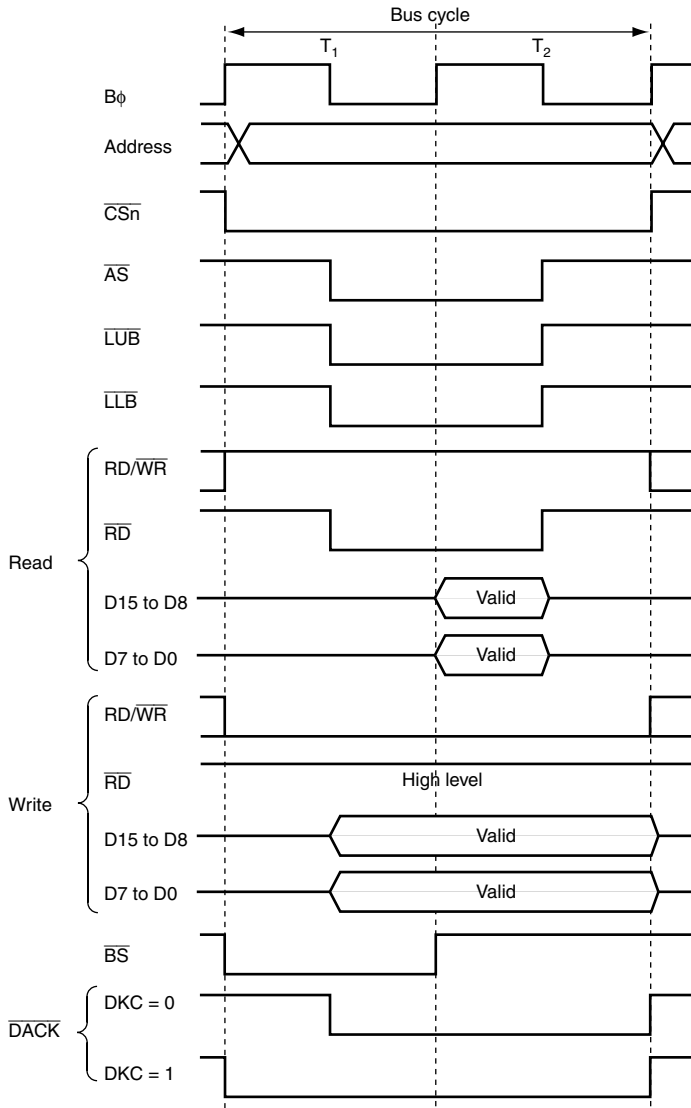 Bus cycle
T1 T2
Bφ
Address
CSn
AS
LUB
LLB
Read
RD/WR
RD
D15 to D8 Valid
D7 to D0 Valid
Write
RD/WR
RD High level
D15 to D8 Valid
D7 to D0 Valid
BS
DACK
DKC = 0
DKC = 1